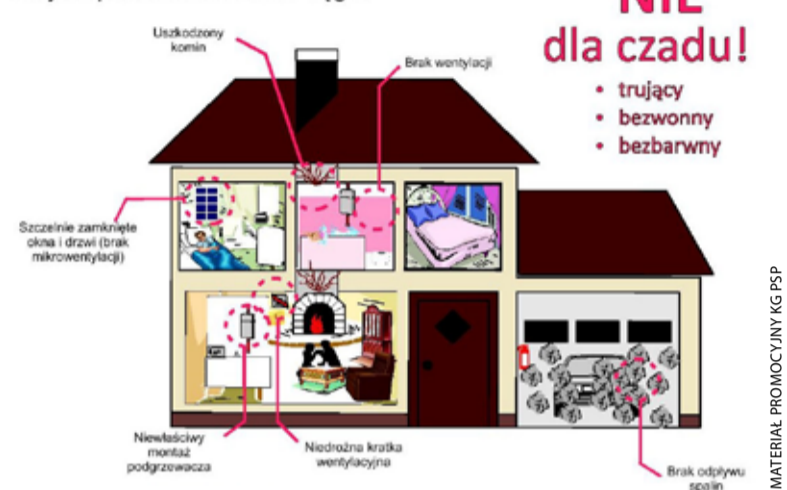 NIE
dla czadu!
• trujący
• bezwonny
• bezbarwny
Uszkodzony
komin
Brak wentylacji
Szczelnie zamknięte
okna i drzwi (brak
mikrowentylacji)
Niewłaściwy
montaż
podgrzewacza
Niedrożna kratka
wentylacyjna
Brak odpływu
spalin
MATERIAŁ PROMOCYJNY KG PSP